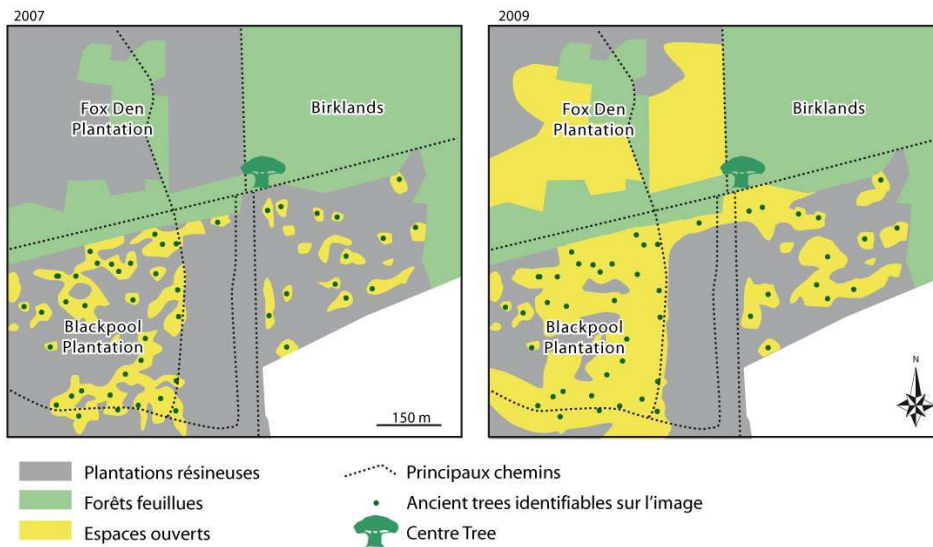 2007
2009
Fox Den
Plantation
Birklands
Blackpool
Plantation
150 m
Fox Den
Plantation
Birklands
Blackpool
Plantation
N
Plantations résineuses
Forêts feuillues
Espaces ouverts
Principaux chemins
Ancient trees identifiables sur l'image
Centre Tree